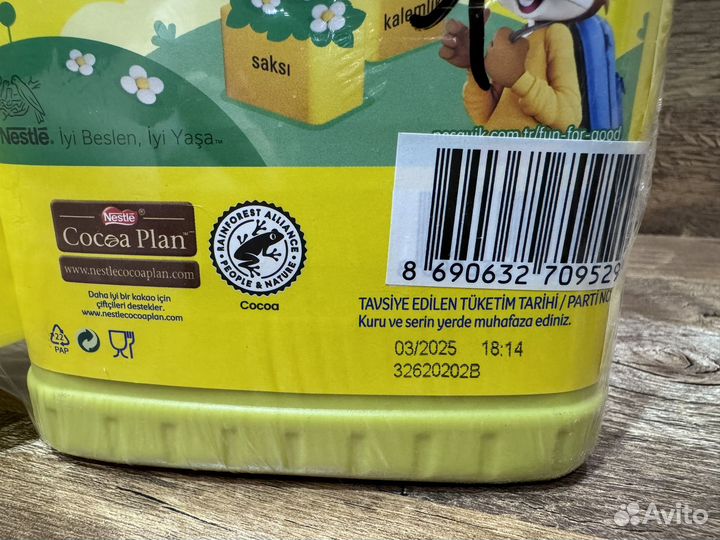 saksı
Nestlé. İyi Beslen, İyi Yaşa™
nesquik.com.tr/fun-for-good
Nestlé
Cocoa Plan
www.nestlecocoaplan.com
Daha iyi bir kakao için
çiftçileri destekler.
www.nestlecocoaplan.com
RAINFOREST ALLIANCE
PEOPLE & NATURE
Cocoa
22
PAP
8 690632 709529
TAVSİYE EDİLEN TÜKETİM TARİHİ / PARTİ NO
Kuru ve serin yerde muhafaza ediniz.
03/2025 18:14
32620202B
Avito